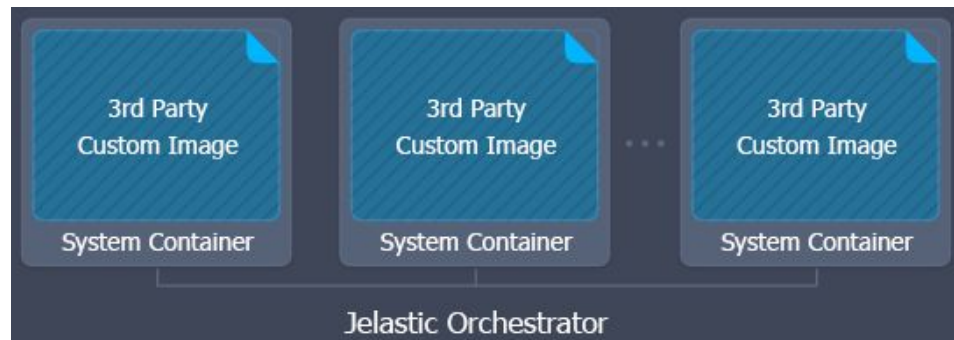 3rd Party
Custom Image
System Container
3rd Party
Custom Image
System Container
...
3rd Party
Custom Image
System Container
Jelastic Orchestrator